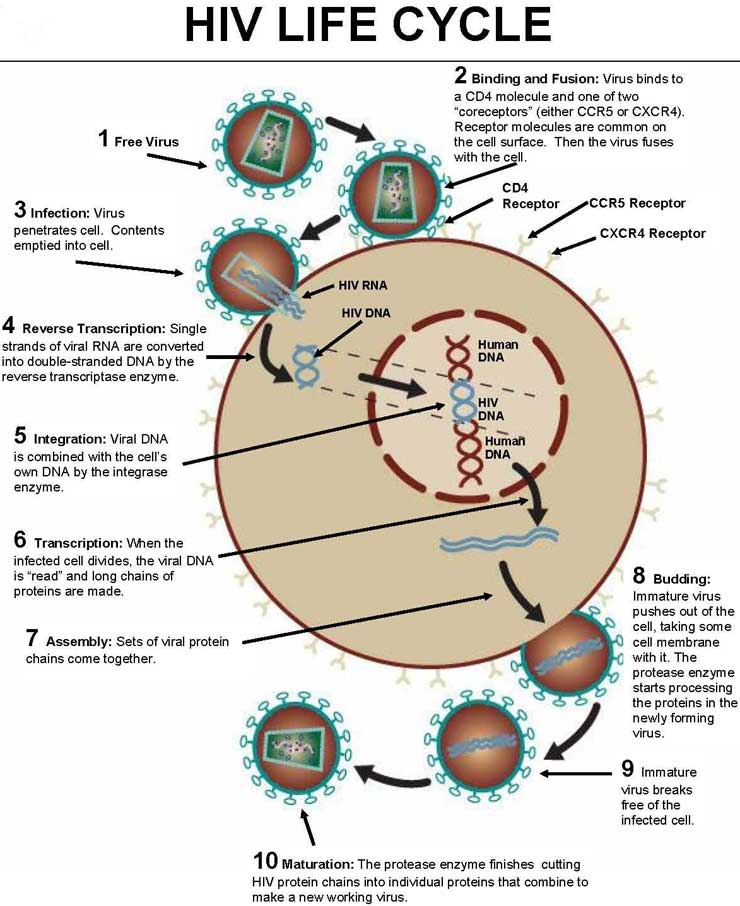 HIV LIFE CYCLE
1 Free Virus
2 Binding and Fusion: Virus binds to
a CD4 molecule and one of two
"coreceptors" (either CCR5 or CXCR4).
Receptor molecules are common on
the cell surface. Then the virus fuses
with the cell.
CD4
Receptor
CCR5 Receptor
CXCR4 Receptor
3 Infection: Virus
penetrates cell. Contents
emptied into cell.
HIV RNA
HIV DNA
4 Reverse Transcription: Single
strands of viral RNA are converted
into double-stranded DNA by the
reverse transcriptase enzyme.
Human
DNA
HIV
DNA
Human
DNA
5 Integration: Viral DNA
is combined with the cell's
own DNA by the integrase
enzyme.
6 Transcription: When the
infected cell divides, the viral DNA
is "read" and long chains of
proteins are made.
7 Assembly: Sets of viral protein
chains come together.
8 Budding:
Immature virus
pushes out of the
cell, taking some
cell membrane
with it. The
protease enzyme
starts processing
the proteins in the
newly forming
virus.
9 Immature
virus breaks
free of the
infected cell.
10 Maturation: The protease enzyme finishes cutting
HIV protein chains into individual proteins that combine to
make a new working virus.